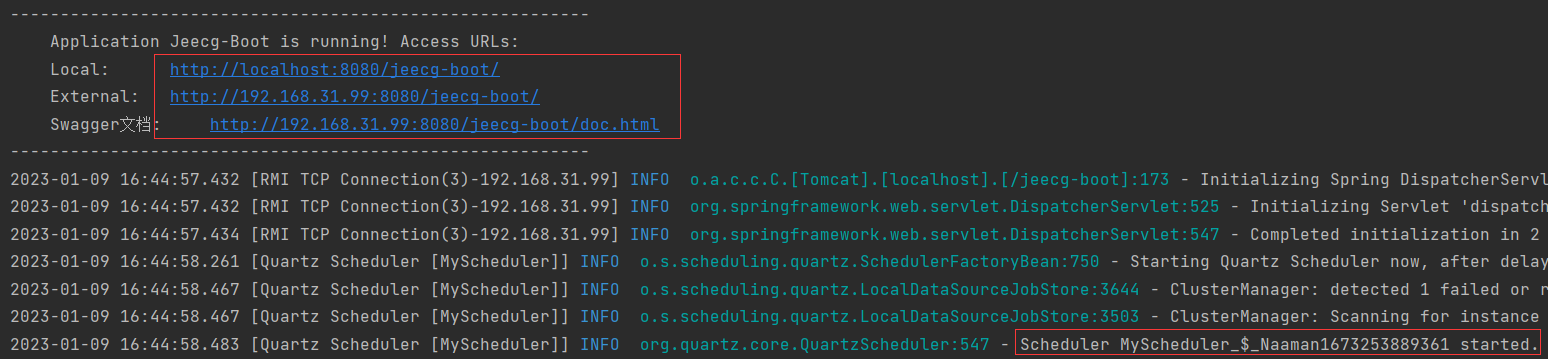 ----------------------------------------------------------
Application Jeecg-Boot is running! Access URLs:
Local: http://localhost:8080/jeecg-boot/
External: http://192.168.31.99:8080/jeecg-boot/
Swagger文档: http://192.168.31.99:8080/jeecg-boot/doc.html
----------------------------------------------------------
2023-01-09 16:44:57.432 [RMI TCP Connection(3)-192.168.31.99] INFO o.a.c.c.C.[Tomcat].[localhost].[/jeecg-boot]:173 - Initializing Spring DispatcherServl
2023-01-09 16:44:57.432 [RMI TCP Connection(3)-192.168.31.99] INFO org.springframework.web.servlet.DispatcherServlet:525 - Initializing Servlet 'dispatch
2023-01-09 16:44:57.434 [RMI TCP Connection(3)-192.168.31.99] INFO org.springframework.web.servlet.DispatcherServlet:547 - Completed initialization in 2
2023-01-09 16:44:58.261 [Quartz Scheduler [MyScheduler]] INFO o.s.scheduling.quartz.SchedulerFactoryBean:750 - Starting Quartz Scheduler now, after delay
2023-01-09 16:44:58.467 [Quartz Scheduler [MyScheduler]] INFO o.s.scheduling.quartz.LocalDataSourceJobStore:3644 - ClusterManager: detected 1 failed or r
2023-01-09 16:44:58.467 [Quartz Scheduler [MyScheduler]] INFO o.s.scheduling.quartz.LocalDataSourceJobStore:3503 - ClusterManager: Scanning for instance
2023-01-09 16:44:58.483 [Quartz Scheduler [MyScheduler]] INFO org.quartz.core.QuartzScheduler:547 - Scheduler MyScheduler_$_Naaman1673253889361 started.